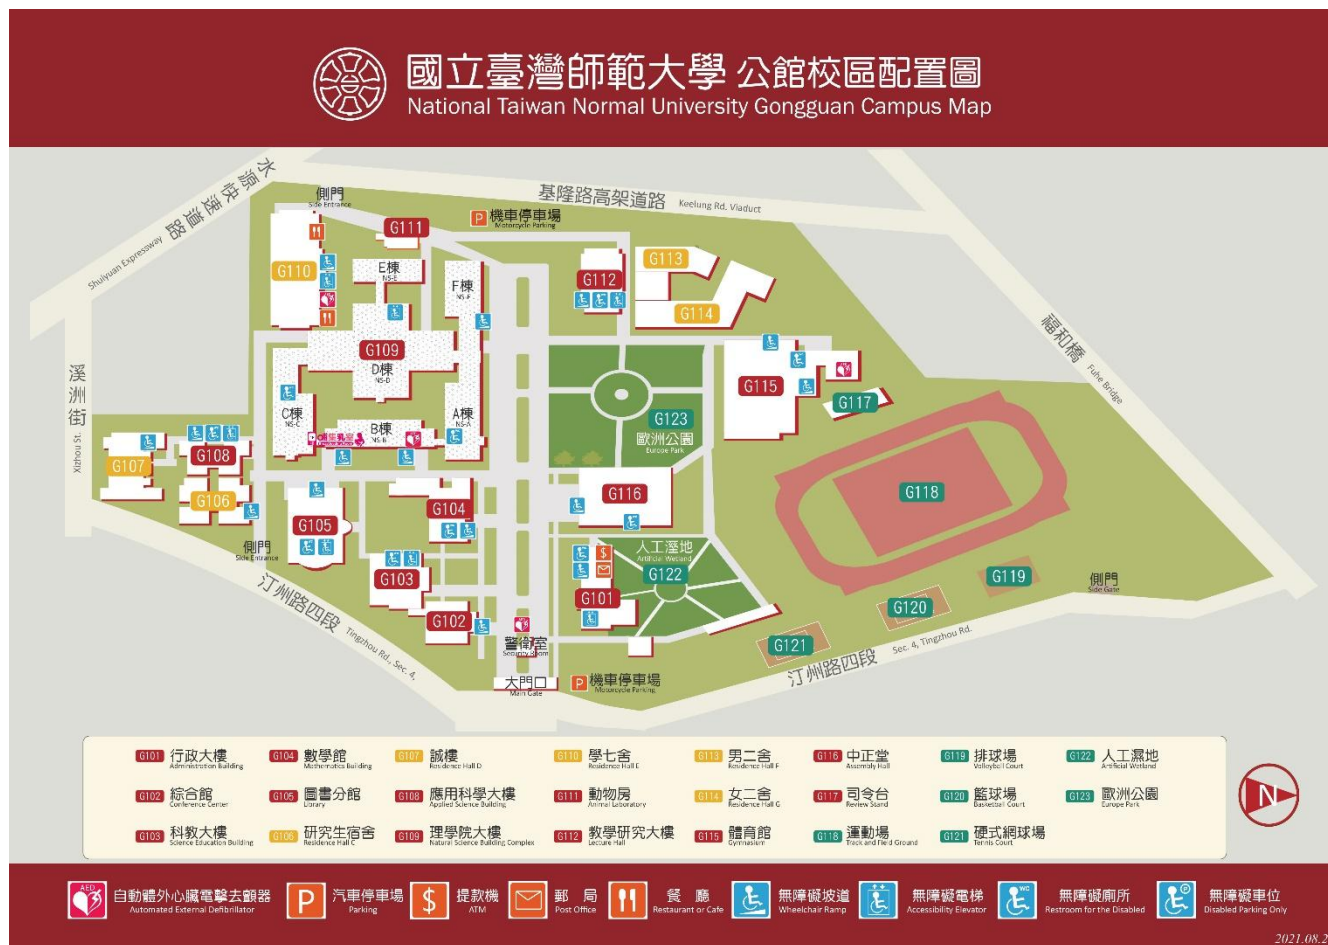 國立臺灣師範大學 公館校區配置圖
National Taiwan Normal University Gongguan Campus Map
水源快速道路
Shuiyuan Expressway
側門
Side Entrance
基隆路高架道路 Keelung Rd. Viaduct
P 機車停車場
Motorcycle Parking
G111
G110
E棟
NS-E
F棟
NS-F
G112
G113
G114
福和橋
Fuhe Bridge
溪洲街
Xizhou St.
G109
D棟
NS-D
C棟
NS-C
B棟
NS-B
A棟
NS-A
G123
歐洲公園
Europe Park
G115
G117
G107
G108
G106
G105
G104
G116
G118
側門
Side Entrance
人工溼地
Artificial Wetland
G122
G103
G102
G101
G119
G120
G121
側門
Side Gate
汀州路四段 Tingzhou Rd., Sec. 4,
警衛室
Security Room
汀州路四段 Sec. 4, Tingzhou Rd.
大門口
Main Gate
P 機車停車場
Motorcycle Parking
G101 行政大樓
Administration Building
G104 數學館
Mathematics Building
G107 誠樓
Residence Hall D
G110 學七舍
Residence Hall E
G113 男二舍
Residence Hall F
G116 中正堂
Assembly Hall
G119 排球場
Volleyball Court
G122 人工濕地
Artificial Wetland
G102 綜合館
Conference Center
G105 圖書分館
Library
G108 應用科學大樓
Applied Science Building
G111 動物房
Animal Laboratory
G114 女二舍
Residence Hall G
G117 司令台
Review Stand
G120 籃球場
Basketball Court
G123 歐洲公園
Europe Park
G103 科教大樓
Science Education Building
G106 研究生宿舍
Residence Hall C
G109 理學院大樓
Natural Science Building Complex
G112 教學研究大樓
Lecture Hall
G115 體育館
Gymnasium
G118 運動場
Track and Field Ground
G121 硬式網球場
Tennis Court
N
AED 自動體外心臟電擊去顫器
Automated External Defibrillator
P 汽車停車場
Parking
$ 提款機
ATM
郵 局
Post Office
餐 廳
Restaurant or Cafe
無障礙坡道
Wheelchair Ramp
無障礙電梯
Accessibility Elevator
WC 無障礙廁所
Restroom for the Disabled
P 無障礙車位
Disabled Parking Only